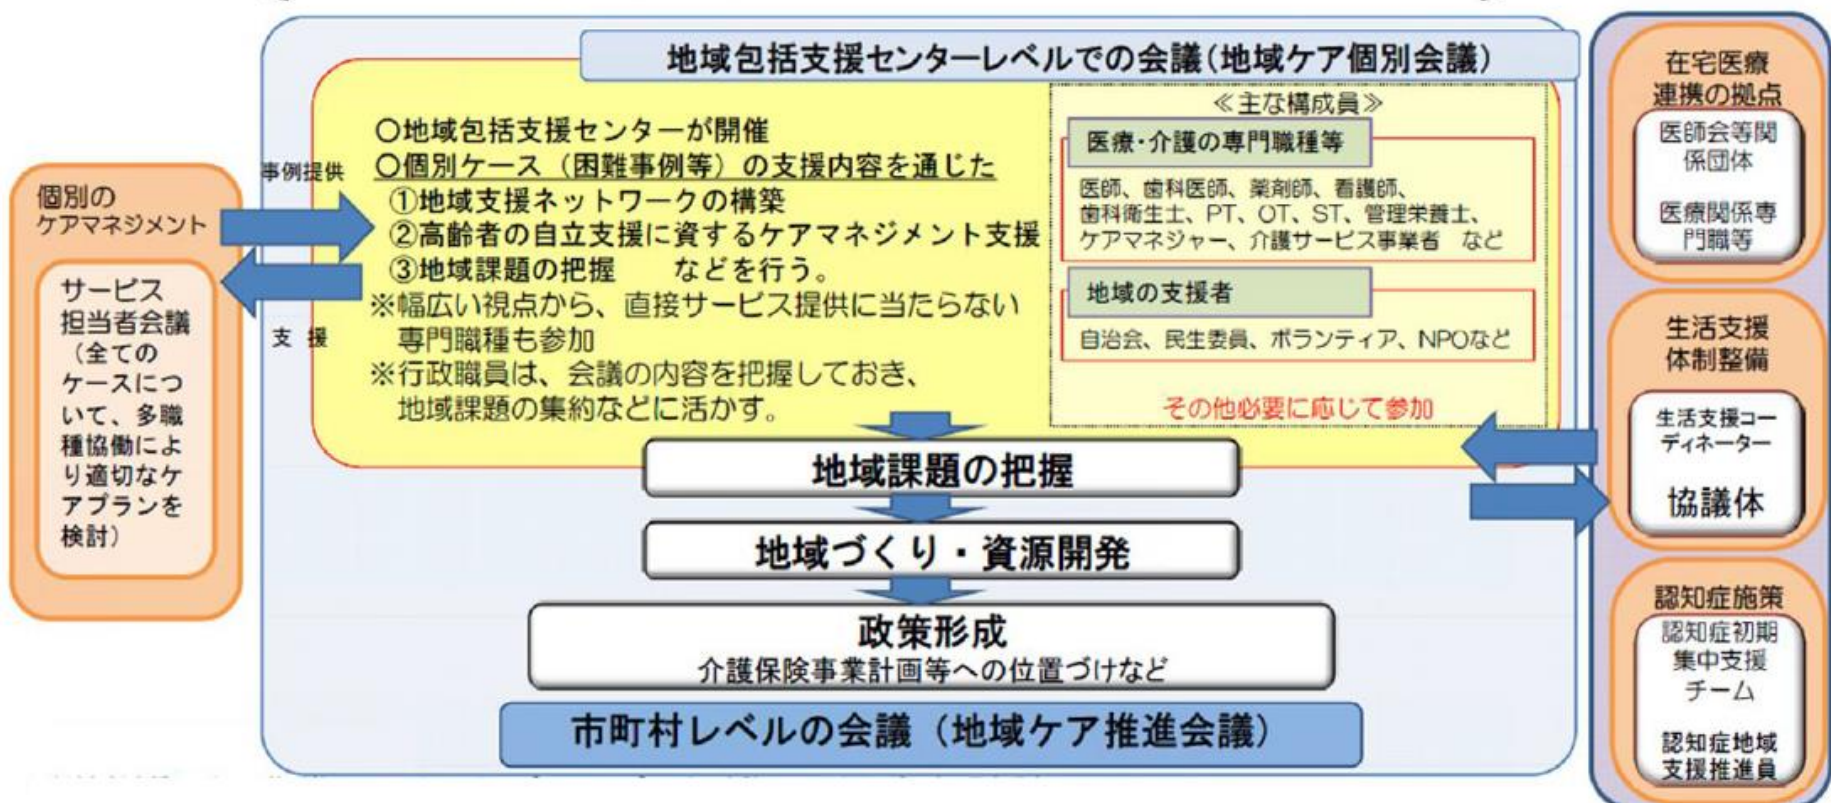 地域包括支援センターレベルでの会議(地域ケア個別会議)
個別の
ケアマネジメント
サービス
担当者会議
(全ての
ケースにつ
いて、多職
種協働によ
り適切なケ
アプランを
検討)
事例提供
支 援
〇地域包括支援センターが開催
〇個別ケース(困難事例等)の支援内容を通じた
①地域支援ネットワークの構築
②高齢者の自立支援に資するケアマネジメント支援
③地域課題の把握 などを行う。
※幅広い視点から、直接サービス提供に当たらない
専門職種も参加
※行政職員は、会議の内容を把握しておき、
地域課題の集約などに活かす。
≪主な構成員≫
医療・介護の専門職種等
医師、歯科医師、薬剤師、看護師、
歯科衛生士、PT、OT、ST、管理栄養士、
ケアマネジャー、介護サービス事業者 など
地域の支援者
自治会、民生委員、ボランティア、NPOなど
その他必要に応じて参加
地域課題の把握
地域づくり・資源開発
政策形成
介護保険事業計画等への位置づけなど
市町村レベルの会議(地域ケア推進会議)
在宅医療
連携の拠点
医師会等関
係団体
医療関係専
門職等
生活支援
体制整備
生活支援コー
ディネーター
協議体
認知症施策
認知症初期
集中支援
チーム
認知症地域
支援推進員